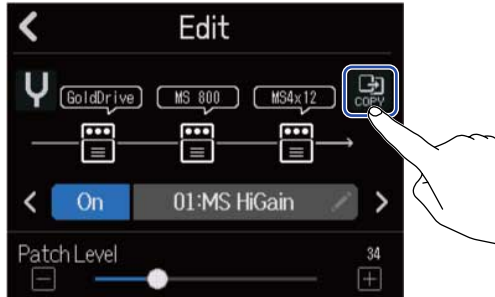 Edit
GoldDrive MS 800 MS4x12 COPY
On 01:MS HiGain
Patch Level 34